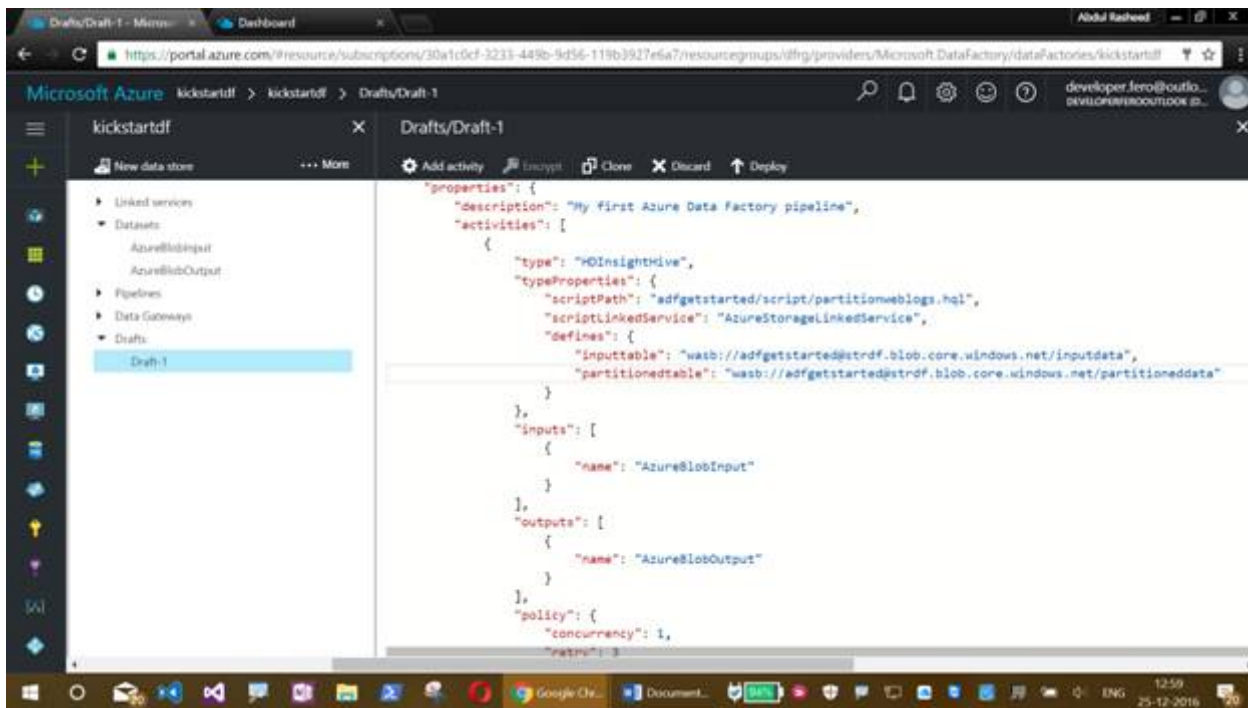 Drafts/Draft-1 - Micros
Dashboard
Abdul Rasheed
https://portal.azure.com/#resource/subscriptions/30a1c0cf-3233-449b-9d56-119b3927e6a7/resourcegroups/dfrg/providers/Microsoft.DataFactory/dataFactories/kickstartdf
Microsoft Azure kickstartdf > kickstartdf > Drafts/Draft-1
developer.fero@outlo...
kickstartdf
Drafts/Draft-1
New data store
... More
Add activity
Encrypt
Clone
Discard
Deploy
Linked services
Datasets
AzureBlobInput
AzureBlobOutput
Pipelines
Data Gateways
Drafts
Draft-1
"properties": {
"description": "My first Azure Data Factory pipeline",
"activities": [
{
"type": "HDInsightHive",
"typeProperties": {
"scriptPath": "adfgetstarted/script/partitionweblogs.hql",
"scriptLinkedService": "AzureStorageLinkedService",
"defines": {
"inputtable": "wasb://adfgetstarted@strdf.blob.core.windows.net/inputdata",
"partitionedtable": "wasb://adfgetstarted@strdf.blob.core.windows.net/partitioneddata"
}
},
"inputs": [
{
"name": "AzureBlobInput"
}
],
"outputs": [
{
"name": "AzureBlobOutput"
}
],
"policy": {
"concurrency": 1,
"retry": 3
Google Chr...
Document...
94%
ENG
12:59
25-12-2016